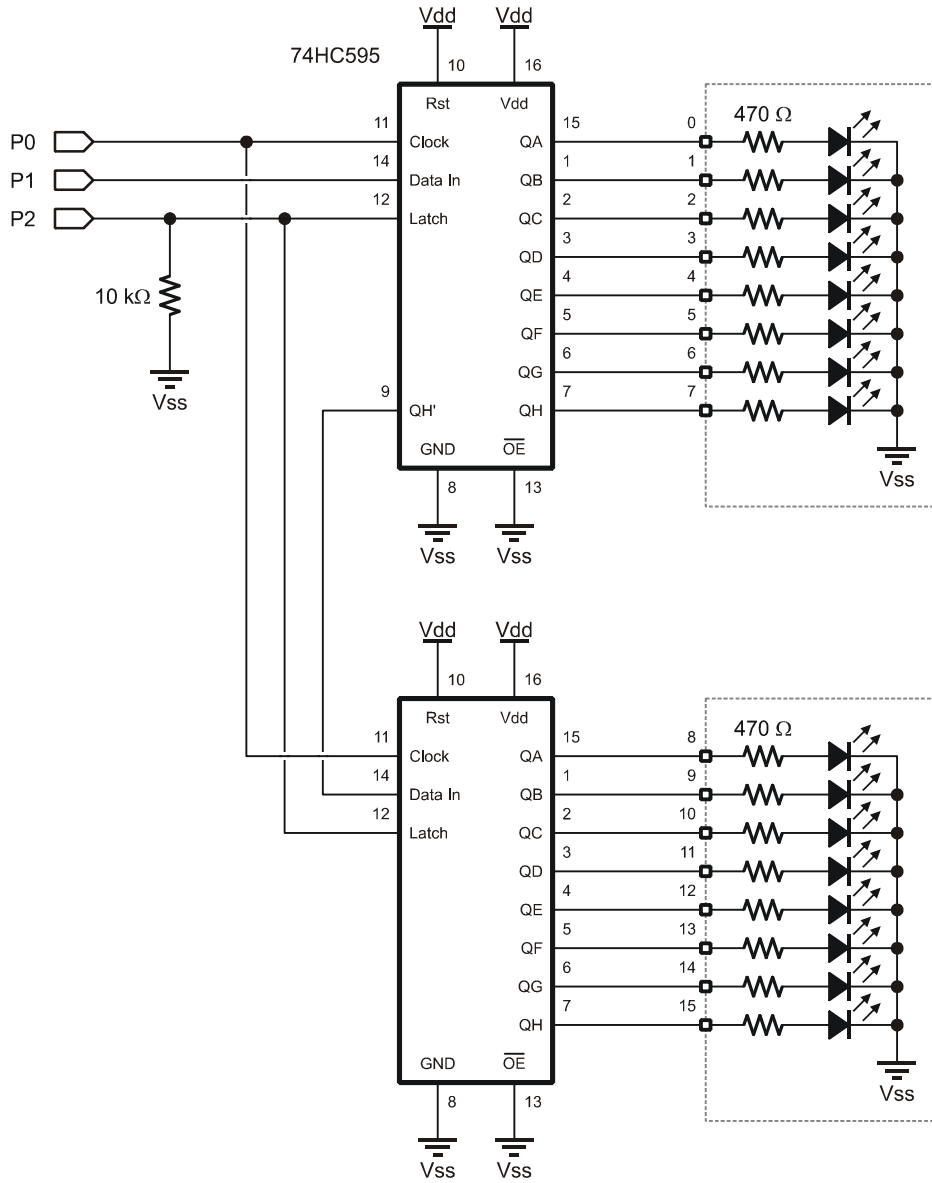 Vdd Vdd
74HC595
10 16
Rst Vdd
470 Ω
P0 11 Clock QA 15 0
P1 14 Data In QB 1 1
P2 12 Latch QC 2 2
QD 3 3
10 kΩ QE 4 4
QF 5 5
Vss QG 6 6
9 QH' QH 7 7
GND OE
Vss
8 13
Vss Vss
Vdd Vdd
10 16
Rst Vdd
470 Ω
11 Clock QA 15 8
14 Data In QB 1 9
12 Latch QC 2 10
QD 3 11
QE 4 12
QF 5 13
QG 6 14
QH 7 15
GND OE
Vss
8 13
Vss Vss